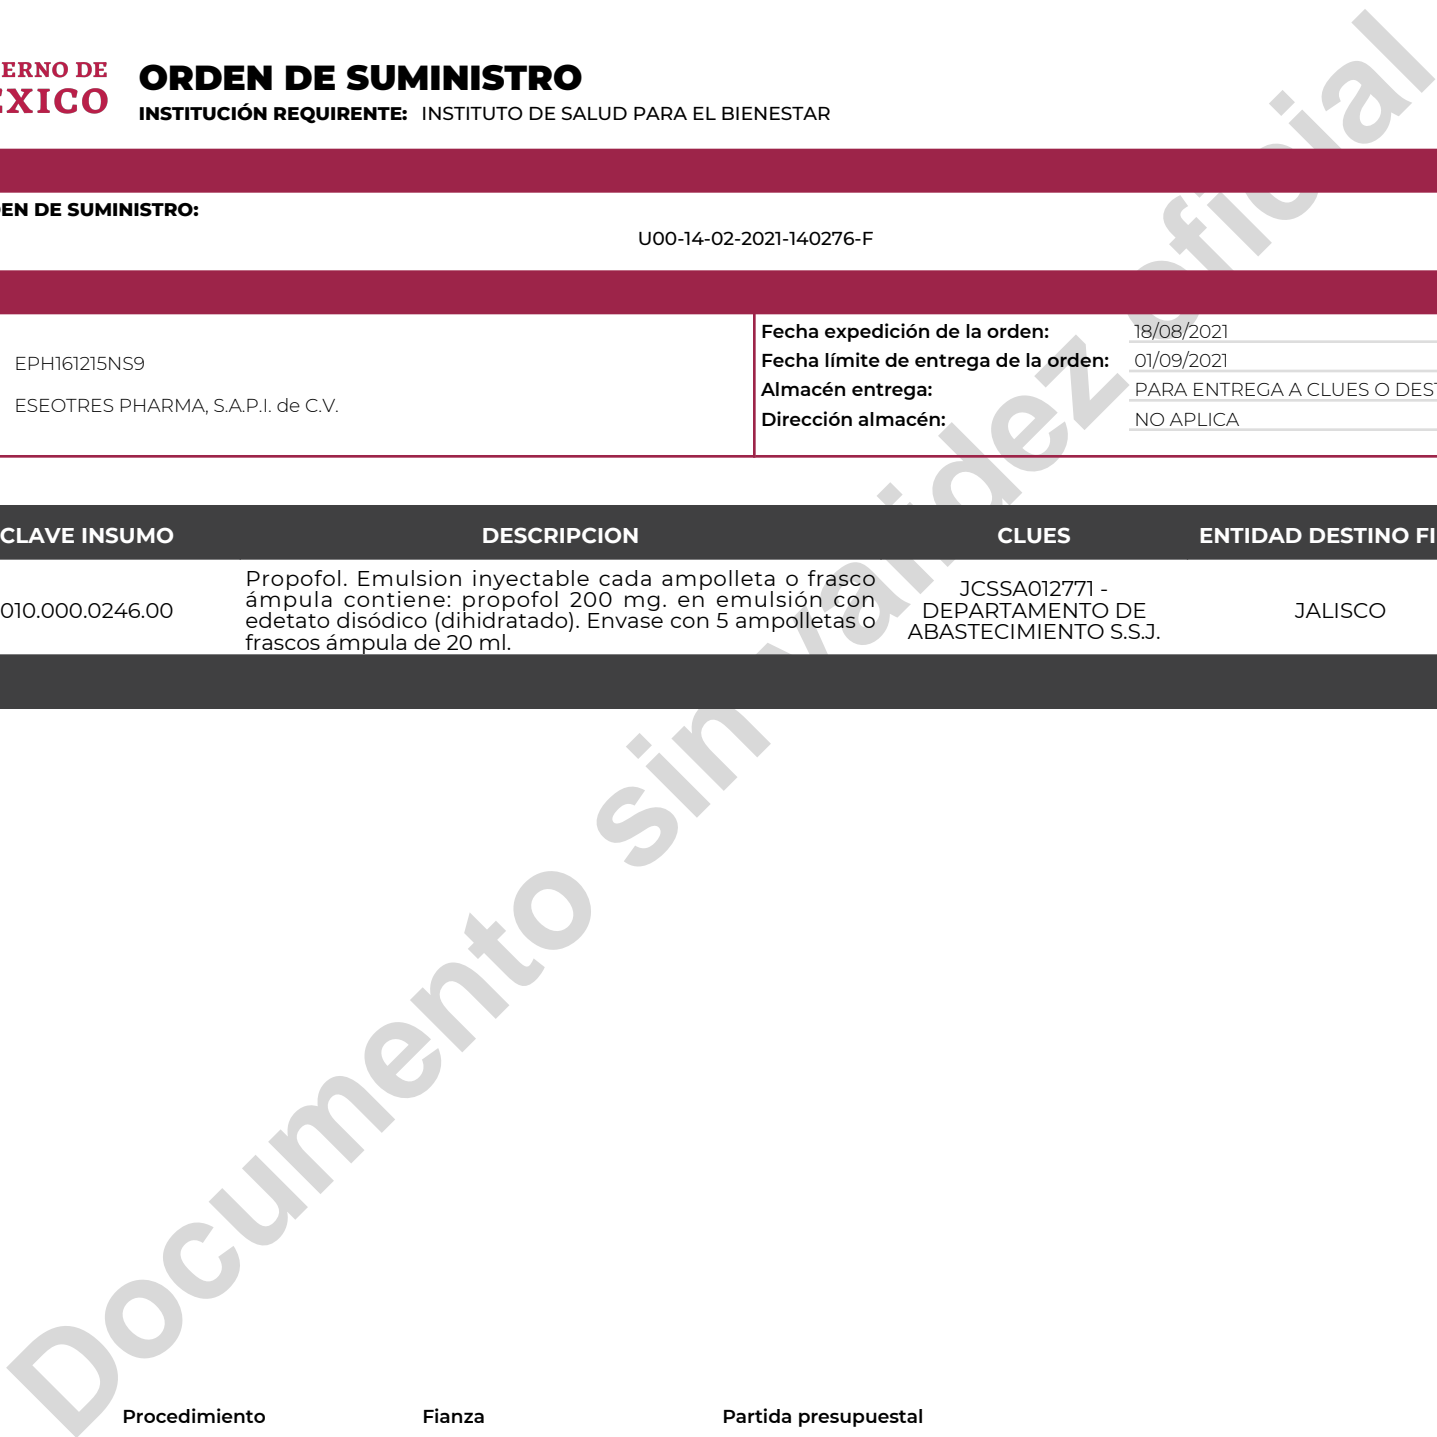 ERNO DE
ÉXICO
ORDEN DE SUMINISTRO
INSTITUCIÓN REQUIRENTE: INSTITUTO DE SALUD PARA EL BIENESTAR
EN DE SUMINISTRO:
U00-14-02-2021-140276-F
EPH161215NS9
ESEOTRES PHARMA, S.A.P.I. de C.V.
Fecha expedición de la orden: 18/08/2021
Fecha límite de entrega de la orden: 01/09/2021
Almacén entrega: PARA ENTREGA A CLUES O DEST
Dirección almacén: NO APLICA
CLAVE INSUMO DESCRIPCION CLUES ENTIDAD DESTINO FI
010.000.0246.00
Propofol. Emulsion inyectable cada ampolleta o frasco
ámpula contiene: propofol 200 mg. en emulsión con
edetato disódico (dihidratado). Envase con 5 ampolletas o
frascos ámpula de 20 ml.
JCSSA012771 -
DEPARTAMENTO DE
ABASTECIMIENTO S.S.J.
JALISCO
Documento sin validez oficial
Procedimiento Fianza Partida presupuestal